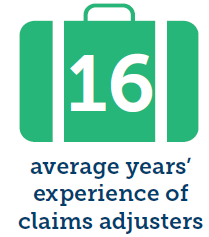 16
average years’
experience of
claims adjusters